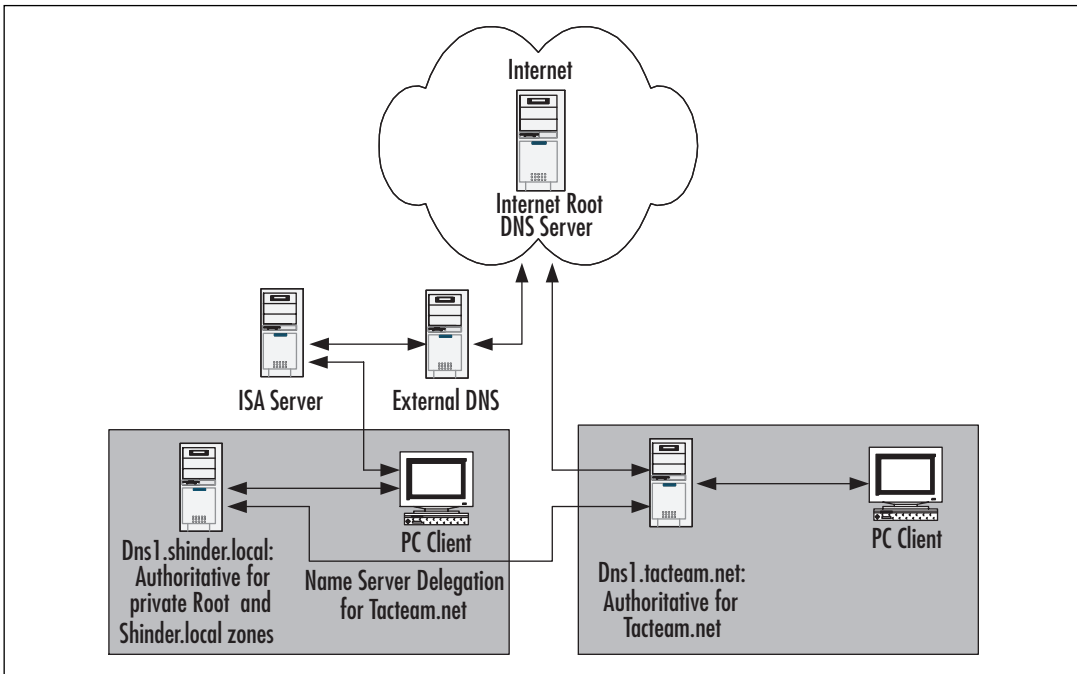 Internet
Internet Root
DNS Server
ISA Server
External DNS
PC Client
Dns1.shinder.local:
Authoritative for
private Root and
Shinder.local zones
Name Server Delegation
for Tacteam.net
Dns1.tacteam.net:
Authoritative for
Tacteam.net
PC Client